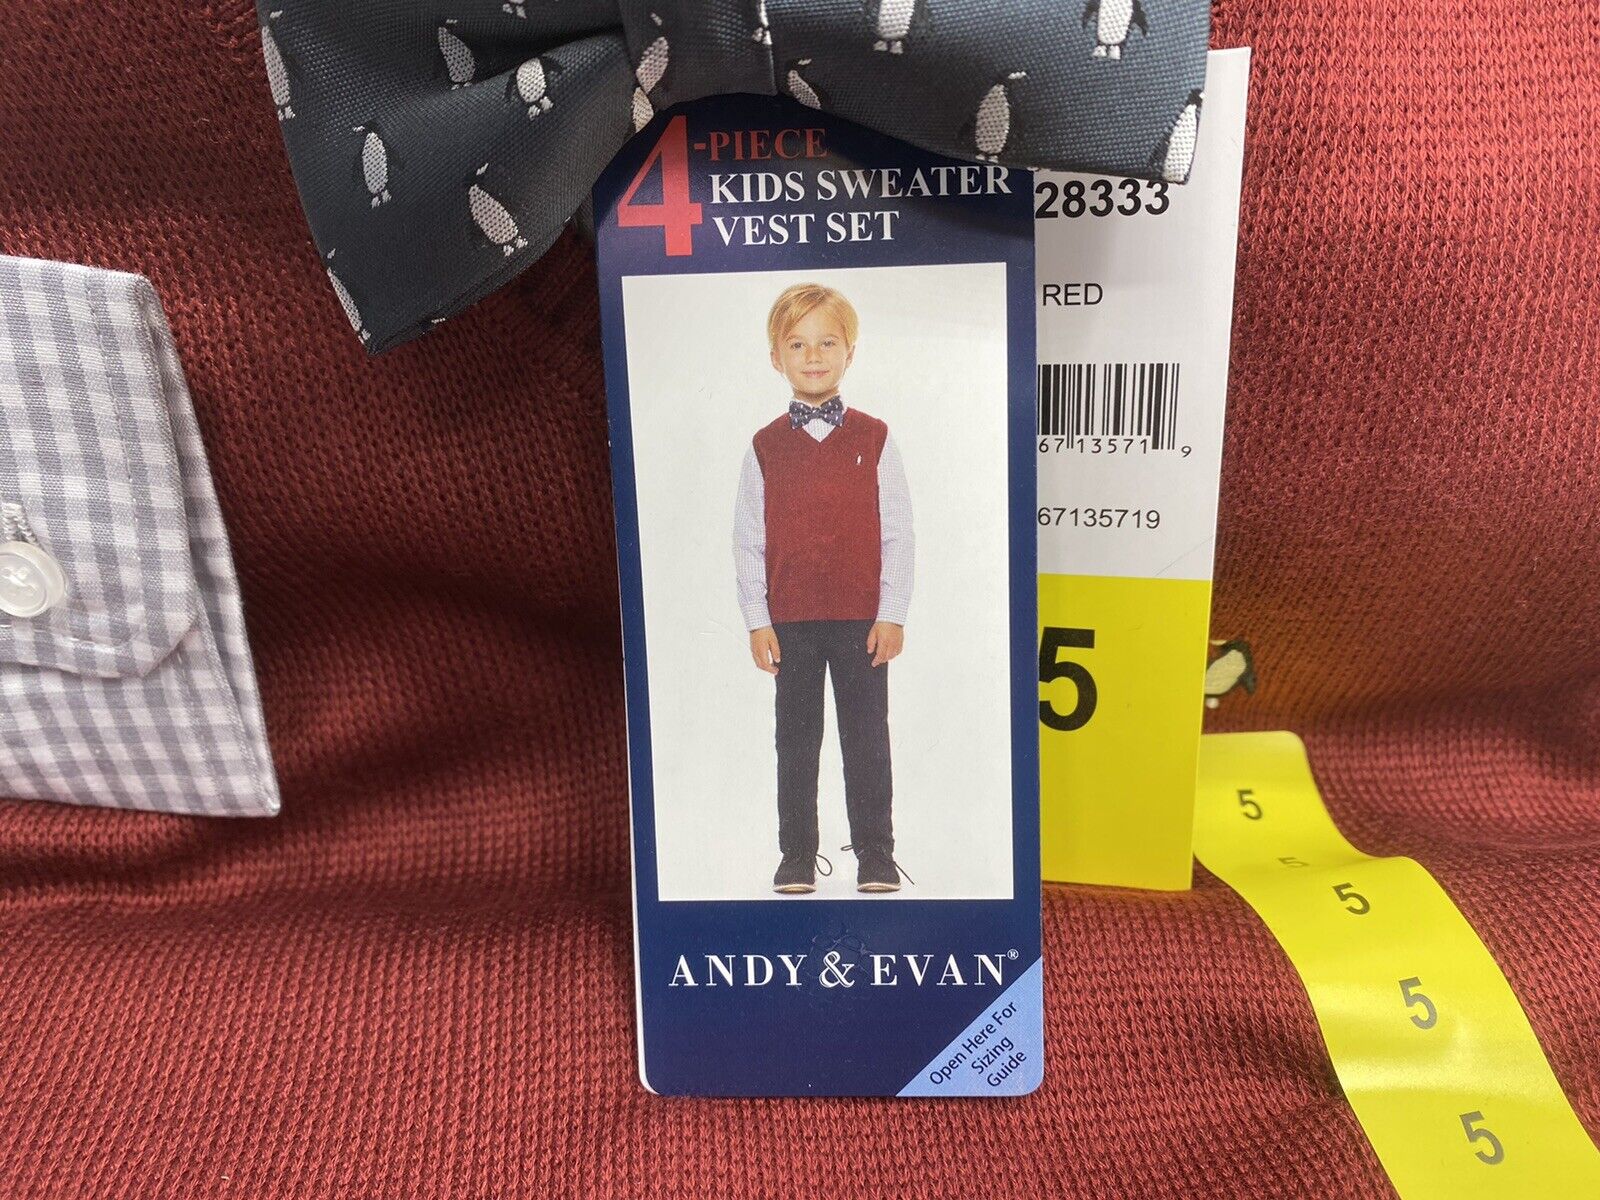 4-PIECE
KIDS SWEATER
VEST SET
28333
RED
67135719
67135719
5
ANDY & EVAN®
Open Here For
Sizing
Guide
5
5
5
5
5